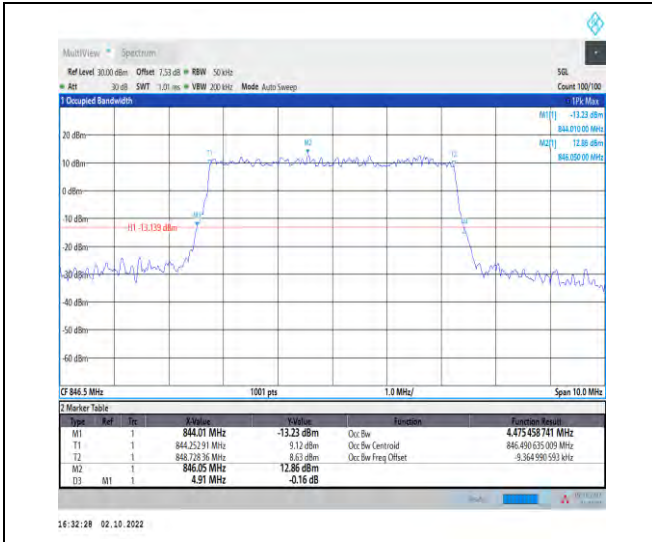 MultiView Spectrum
Ref Level 30.00 dBm Offset 7.53 dB RBW 50 kHz SGL
Att 30 dB SWT 1.01 ms VBW 200 kHz Mode Auto Sweep Count 100/100
1 Occupied Bandwidth 1Pk Max
M1[1] -13.23 dBm
844.010 00 MHz
M2[1] 12.86 dBm
846.050 00 MHz
20 dBm
T1 M2 T2
10 dBm
0 dBm
-10 dBm
H1 -13.139 dBm
-20 dBm
-30 dBm
-40 dBm
-50 dBm
-60 dBm
CF 846.5 MHz 1001 pts 1.0 MHz/ Span 10.0 MHz
2 Marker Table
Type Ref Trc X-Value Y-Value Function Function Result
M1 1 844.01 MHz -13.23 dBm Occ Bw 4.475 458 741 MHz
T1 1 844.252 91 MHz 9.12 dBm Occ Bw Centroid 846.490 635 009 MHz
T2 1 848.728 36 MHz 8.63 dBm Occ Bw Freq Offset -9.364 990 593 kHz
M2 1 846.05 MHz 12.86 dBm
D3 M1 1 4.91 MHz -0.16 dB
16:32:28 02.10.2022